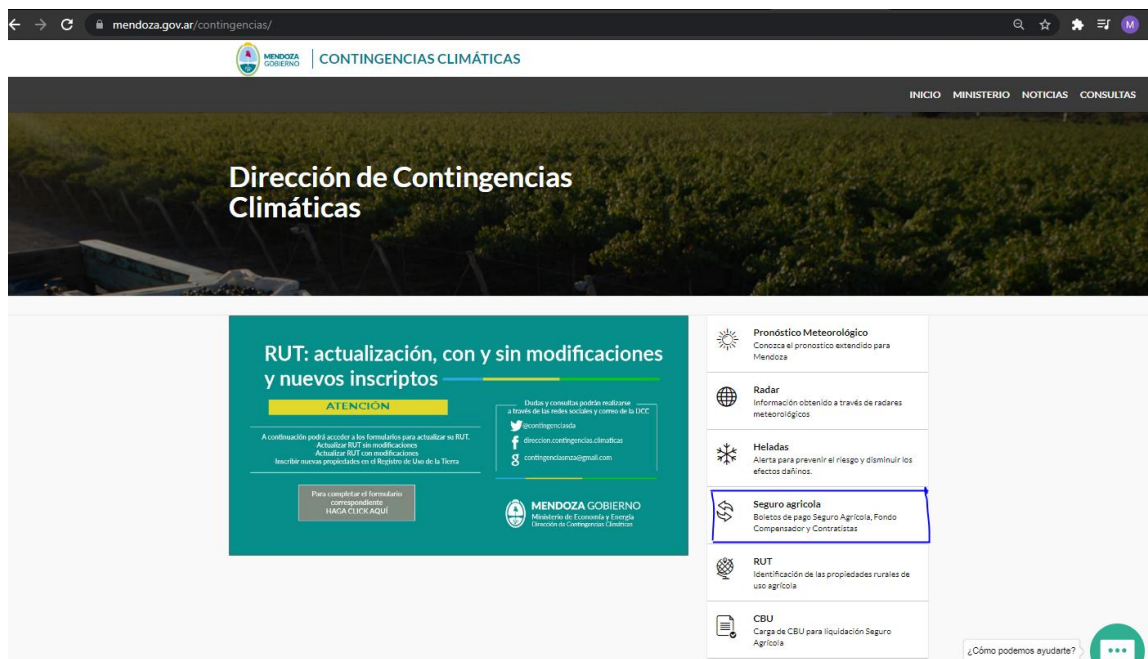 mendoza.gov.ar/contingencias/
M
MENDOZA
GOBIERNO
CONTINGENCIAS CLIMÁTICAS
INICIO MINISTERIO NOTICIAS CONSULTAS
Dirección de Contingencias
Climáticas
RUT: actualización, con y sin modificaciones
y nuevos inscriptos
ATENCIÓN
A continuación podrá acceder a los formularios para actualizar su RUT.
Actualizar RUT sin modificaciones
Actualizar RUT con modificaciones
-Inscribir nuevas propiedades en el Registro de Uso de la Tierra
Para completar el formulario
correspondiente
HAGA CLICK AQUÍ
Dudas y consultas podrán realizarse
a través de las redes sociales y correo de la DCC
@contingenciasda
direccion.contingencias.climaticas
contingenciasmza@gmail.com
MENDOZA GOBIERNO
Ministerio de Economía y Energía
Dirección de Contingencias Climáticas
Pronóstico Meteorológico
Conozca el pronostico extendido para
Mendoza
Radar
Información obtenido a través de radares
meteorológicos
Heladas
Alerta para prevenir el riesgo y disminuir los
efectos dañinos.
Seguro agricola
Boletos de pago Seguro Agrícola, Fondo
Compensador y Contratistas
RUT
Identificación de las propiedades rurales de
uso agrícola
CBU
Carga de CBU para liquidación Seguro
Agrícola
¿Cómo podemos ayudarte?